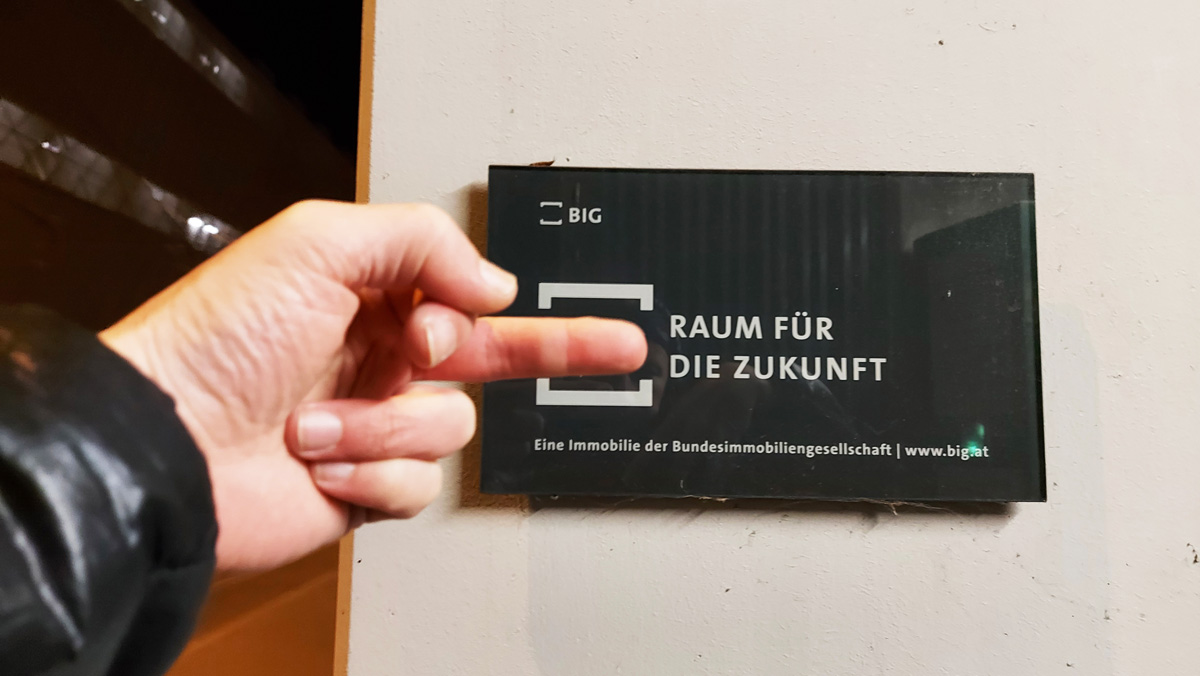 BIG
RAUM FÜR
DIE ZUKUNFT
Eine Immobilie der Bundesimmobiliengesellschaft | www.big.at